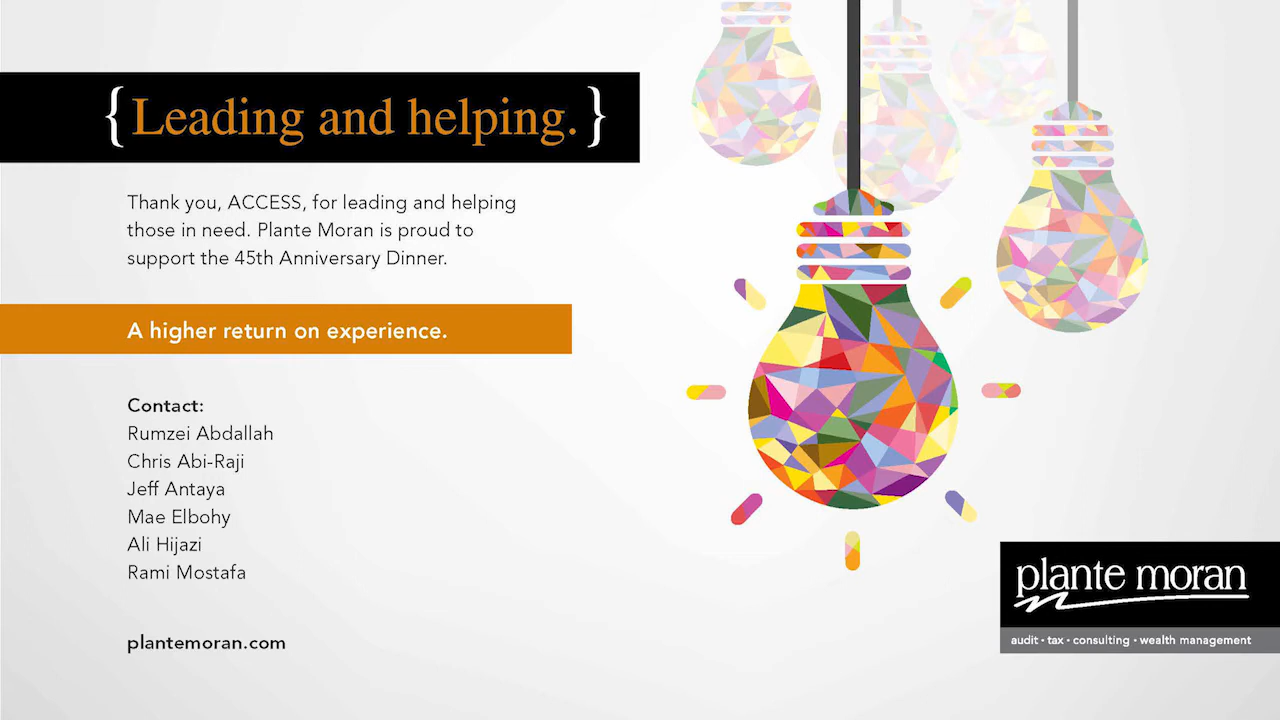 {Leading and helping.}
Thank you, ACCESS, for leading and helping
those in need. Plante Moran is proud to
support the 45th Anniversary Dinner.
A higher return on experience.
Contact:
Rumzei Abdallah
Chris Abi-Raji
Jeff Antaya
Mae Elbohy
Ali Hijazi
Rami Mostafa
plantemoran.com
plante moran
audit • tax • consulting • wealth management